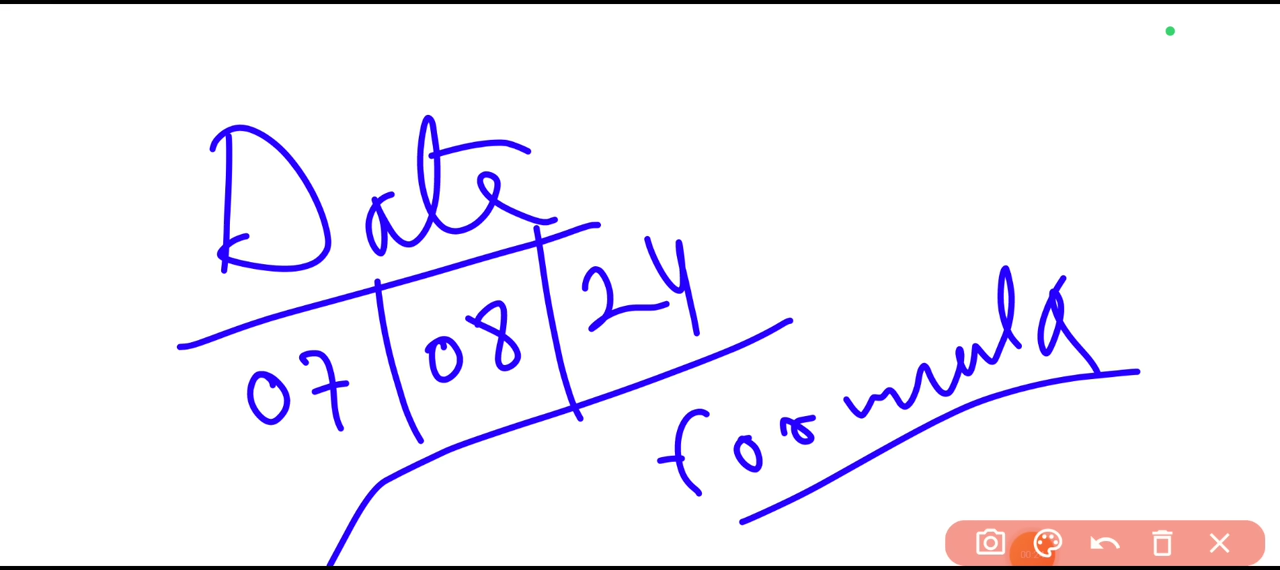 Date
07 | 08 | 24
formula